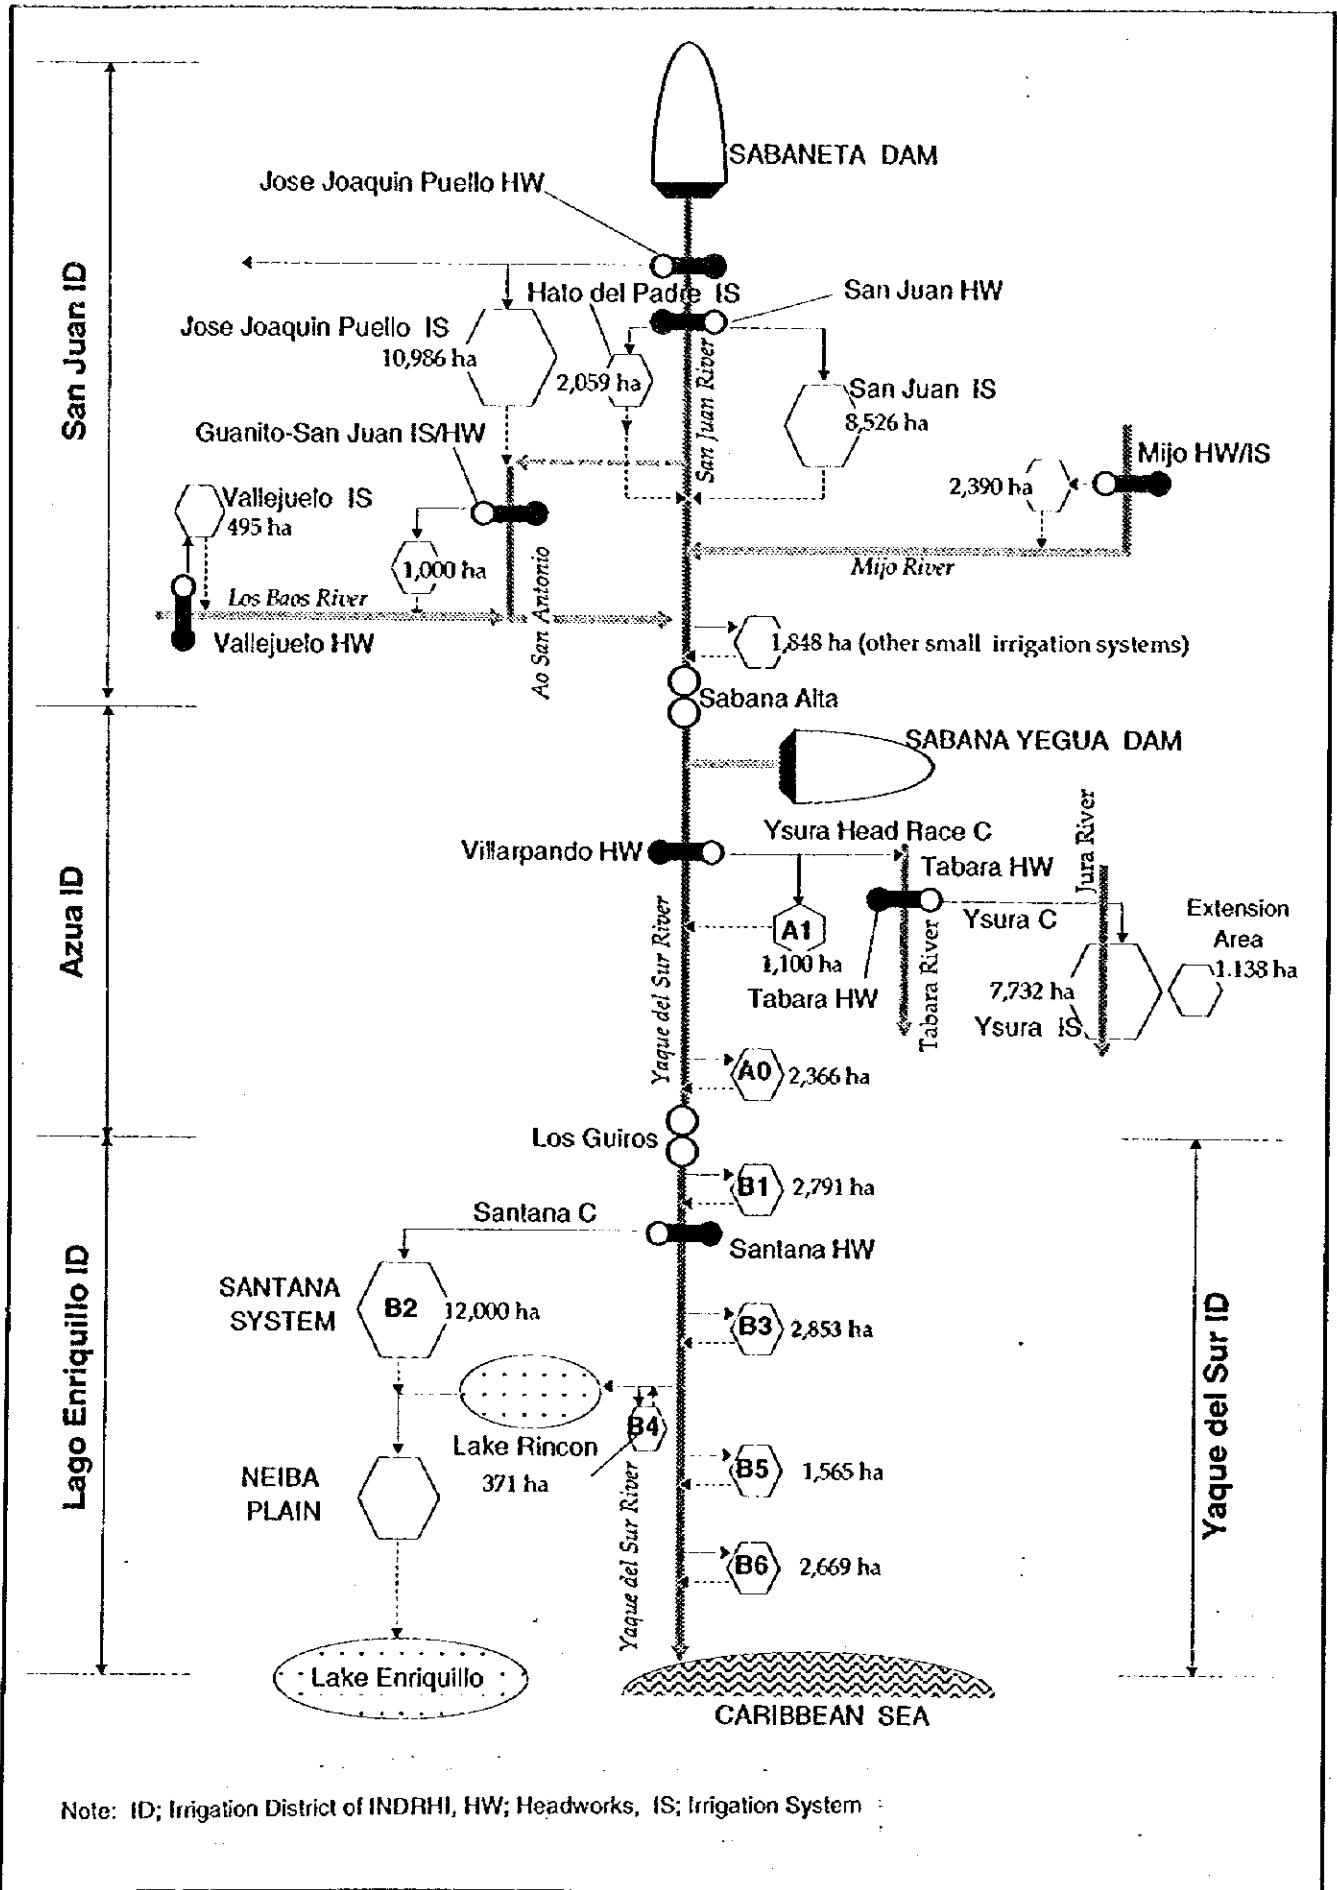 SABANETA DAM
Jose Joaquin Puello HW
Hato del Padre IS
San Juan HW
Jose Joaquin Puello IS
10,986 ha
2,059 ha
San Juan River
San Juan IS
8,526 ha
San Juan ID
Guanito-San Juan IS/HW
Mijo HW/IS
2,390 ha
Vallejuelo IS
495 ha
1,000 ha
Mijo River
Los Baos River
Ao San Antonio
Vallejuelo HW
1,848 ha (other small irrigation systems)
Sabana Alta
SABANA YEGUA DAM
Ysura Head Race C
Villarpando HW
Tabara HW
Jura River
Azua ID
Yaque del Sur River
A1
1,100 ha
Tabara HW
Tabara River
Ysura C
Extension
Area
1.138 ha
7,732 ha
Ysura IS
A0
2,366 ha
Los Guiros
B1
2,791 ha
Santana C
Santana HW
SANTANA
SYSTEM
B2
12,000 ha
B3
2,853 ha
Lago Enriquillo ID
Yaque del Sur ID
B4
Lake Rincon
371 ha
B5
1,565 ha
NEIBA
PLAIN
Yaque del Sur River
B6
2,669 ha
Lake Enriquillo
CARIBBEAN SEA
Note: ID; Irrigation District of INDRHI, HW; Headworks, IS; Irrigation System